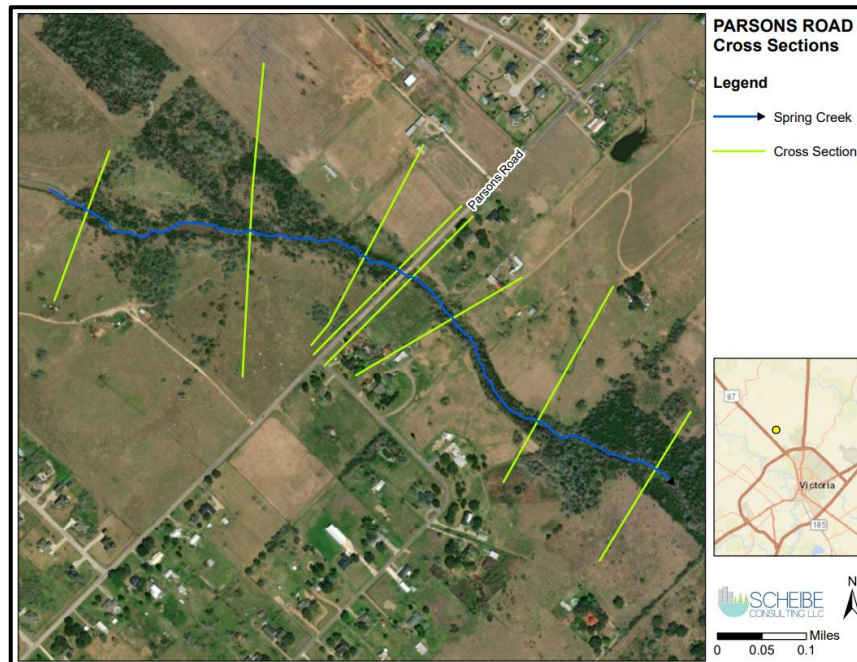 PARSONS ROAD
Cross Sections
Legend
Spring Creek
Cross Section
Parsons Road
87
Victoria
185
SCHEIBE
CONSULTING LLC
N
Miles
0 0.05 0.1